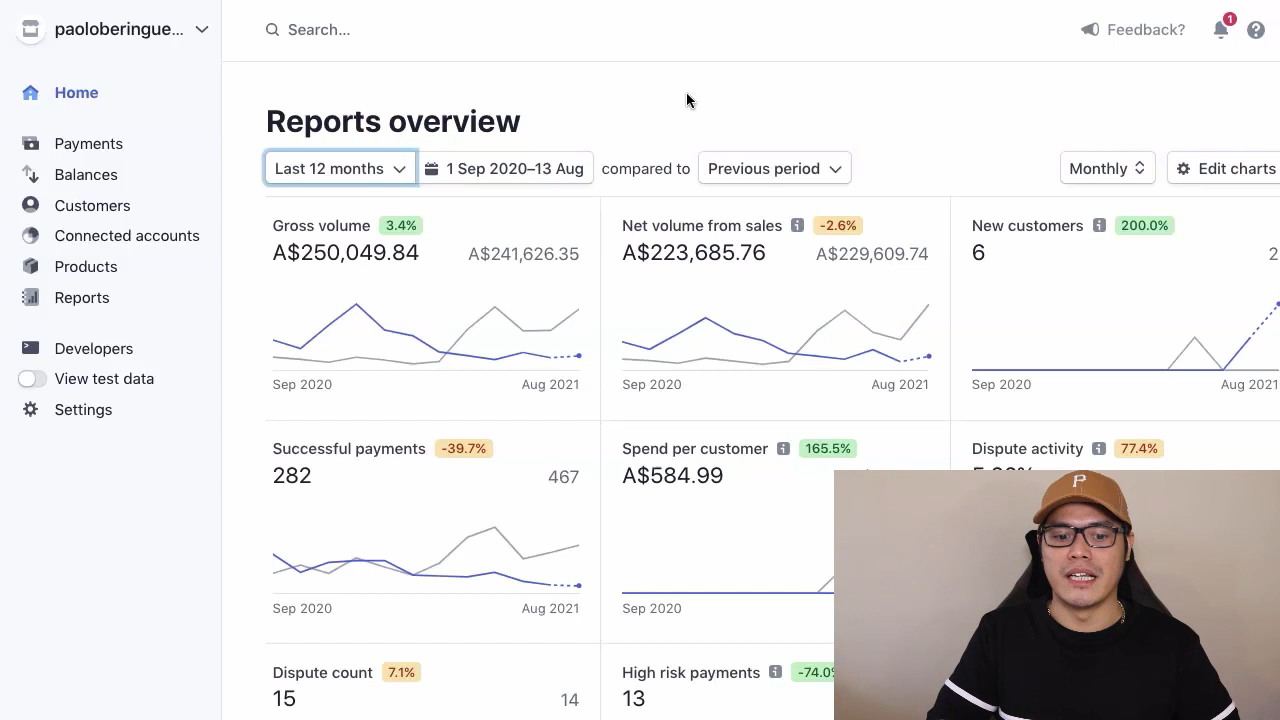 paoloberingue...
Search...
Feedback?
1
Home
Payments
Balances
Customers
Connected accounts
Products
Reports
Developers
View test data
Settings
Reports overview
Last 12 months
1 Sep 2020–13 Aug
compared to
Previous period
Monthly
Edit charts
Gross volume 3.4%
A$250,049.84 A$241,626.35
Sep 2020 Aug 2021
Net volume from sales -2.6%
A$223,685.76 A$229,609.74
Sep 2020 Aug 2021
New customers 200.0%
6 2
Sep 2020 Aug 2021
Successful payments -39.7%
282 467
Sep 2020 Aug 2021
Spend per customer 165.5%
A$584.99
Sep 2020
Dispute activity 77.4%
Dispute count 7.1%
15 14
High risk payments -74.0
13
P